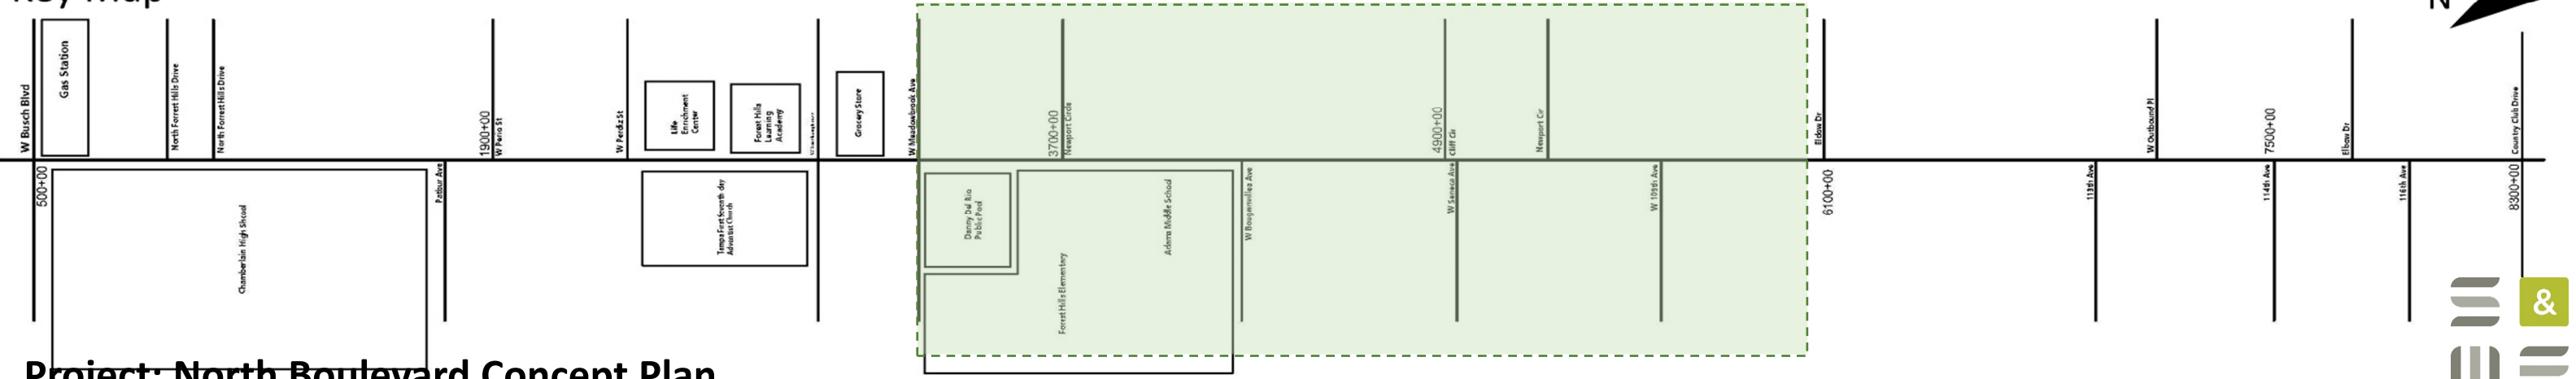 Key Map
N
W Busch Blvd
Gas Station
North Forrest Hills Drive
North Forrest Hills Drive
1900+00
W Perio St
W Perdiz St
Life
Enrichment
Center
Forest Hills
Learning
Academy
Grocery Store
W Meadowbrook Ave
3700+00
Newport Circle
4900+00
Cliff Cir
Newport Cir
Elbow Dr
W Outbound Pl
7500+00
Elbow Dr
Country Club Drive
500+00
Chamberlain High Shcool
Patbur Ave
Tampa First Seventh day
Adventist Church
Danny Del Rio
Public Pool
Forest Hills Elementary
Adams Middle School
W Bougainvillea Ave
W Seneca Ave
W 109th Ave
6100+00
113th Ave
114th Ave
116th Ave
8300+00
&
Project: North Boulevard Concept Plan